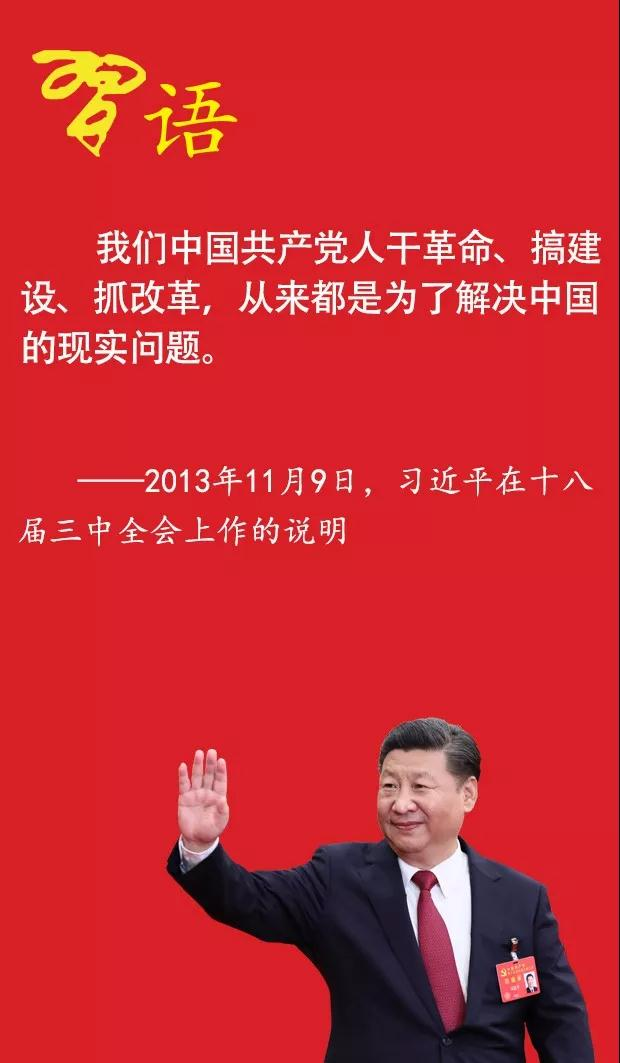 習语
我们中国共产党人干革命、搞建
设、抓改革，从来都是为了解决中国
的现实问题。
——2013年11月9日，习近平在十八
届三中全会上作的说明